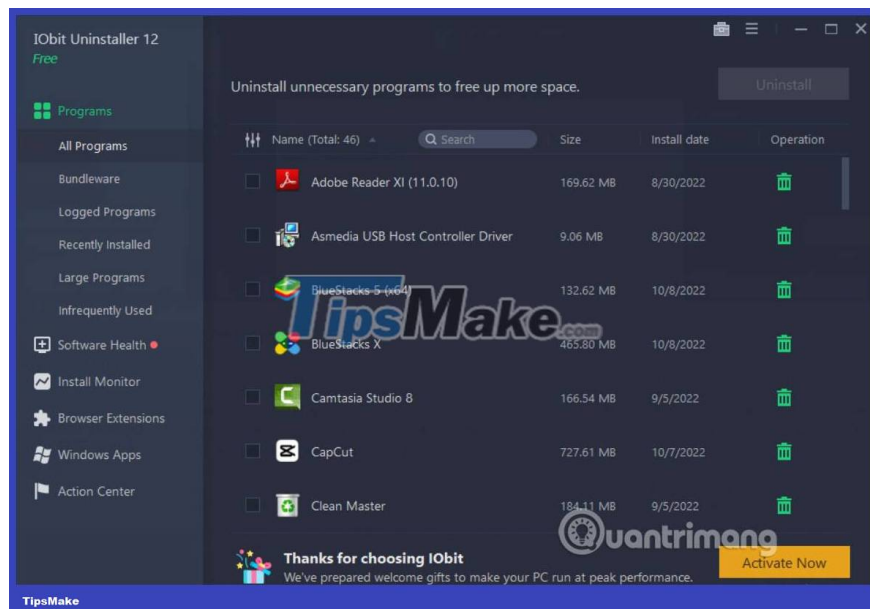 IObit Uninstaller 12
Free
Programs
All Programs
Bundleware
Logged Programs
Recently Installed
Large Programs
Infrequently Used
Software Health
Install Monitor
Browser Extensions
Windows Apps
Action Center
Uninstall unnecessary programs to free up more space.
Uninstall
Name (Total: 46) Search Size Install date Operation
Adobe Reader XI (11.0.10) 169.62 MB 8/30/2022
Asmedia USB Host Controller Driver 9.06 MB 8/30/2022
BlueStacks 5 (x64) 132.62 MB 10/8/2022
TipsMake.com
BlueStacks X 465.80 MB 10/8/2022
Camtasia Studio 8 166.54 MB 9/5/2022
CapCut 727.61 MB 10/7/2022
Clean Master 184.11 MB 9/5/2022
Quantrimang
Thanks for choosing IObit
We've prepared welcome gifts to make your PC run at peak performance.
Activate Now
TipsMake